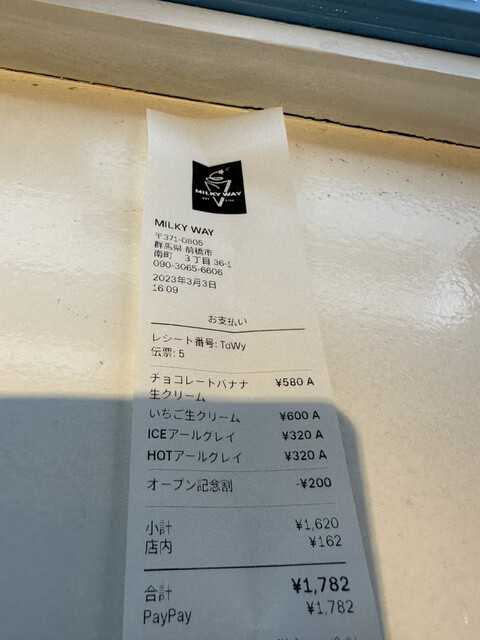 MILKY WAY
MILKY WAY
〒371-0805
群馬県 前橋市
南町 3丁目 36-1
090-3065-6606
2023年3月3日
16:09
お支払い
レシート番号: TdWy
伝票: 5
チョコレートバナナ ¥580 A
生クリーム
いちご生クリーム ¥600 A
ICEアールグレイ ¥320 A
HOTアールグレイ ¥320 A
オープン記念割 -¥200
小計 ¥1,620
店内 ¥162
合計 ¥1,782
PayPay ¥1,782